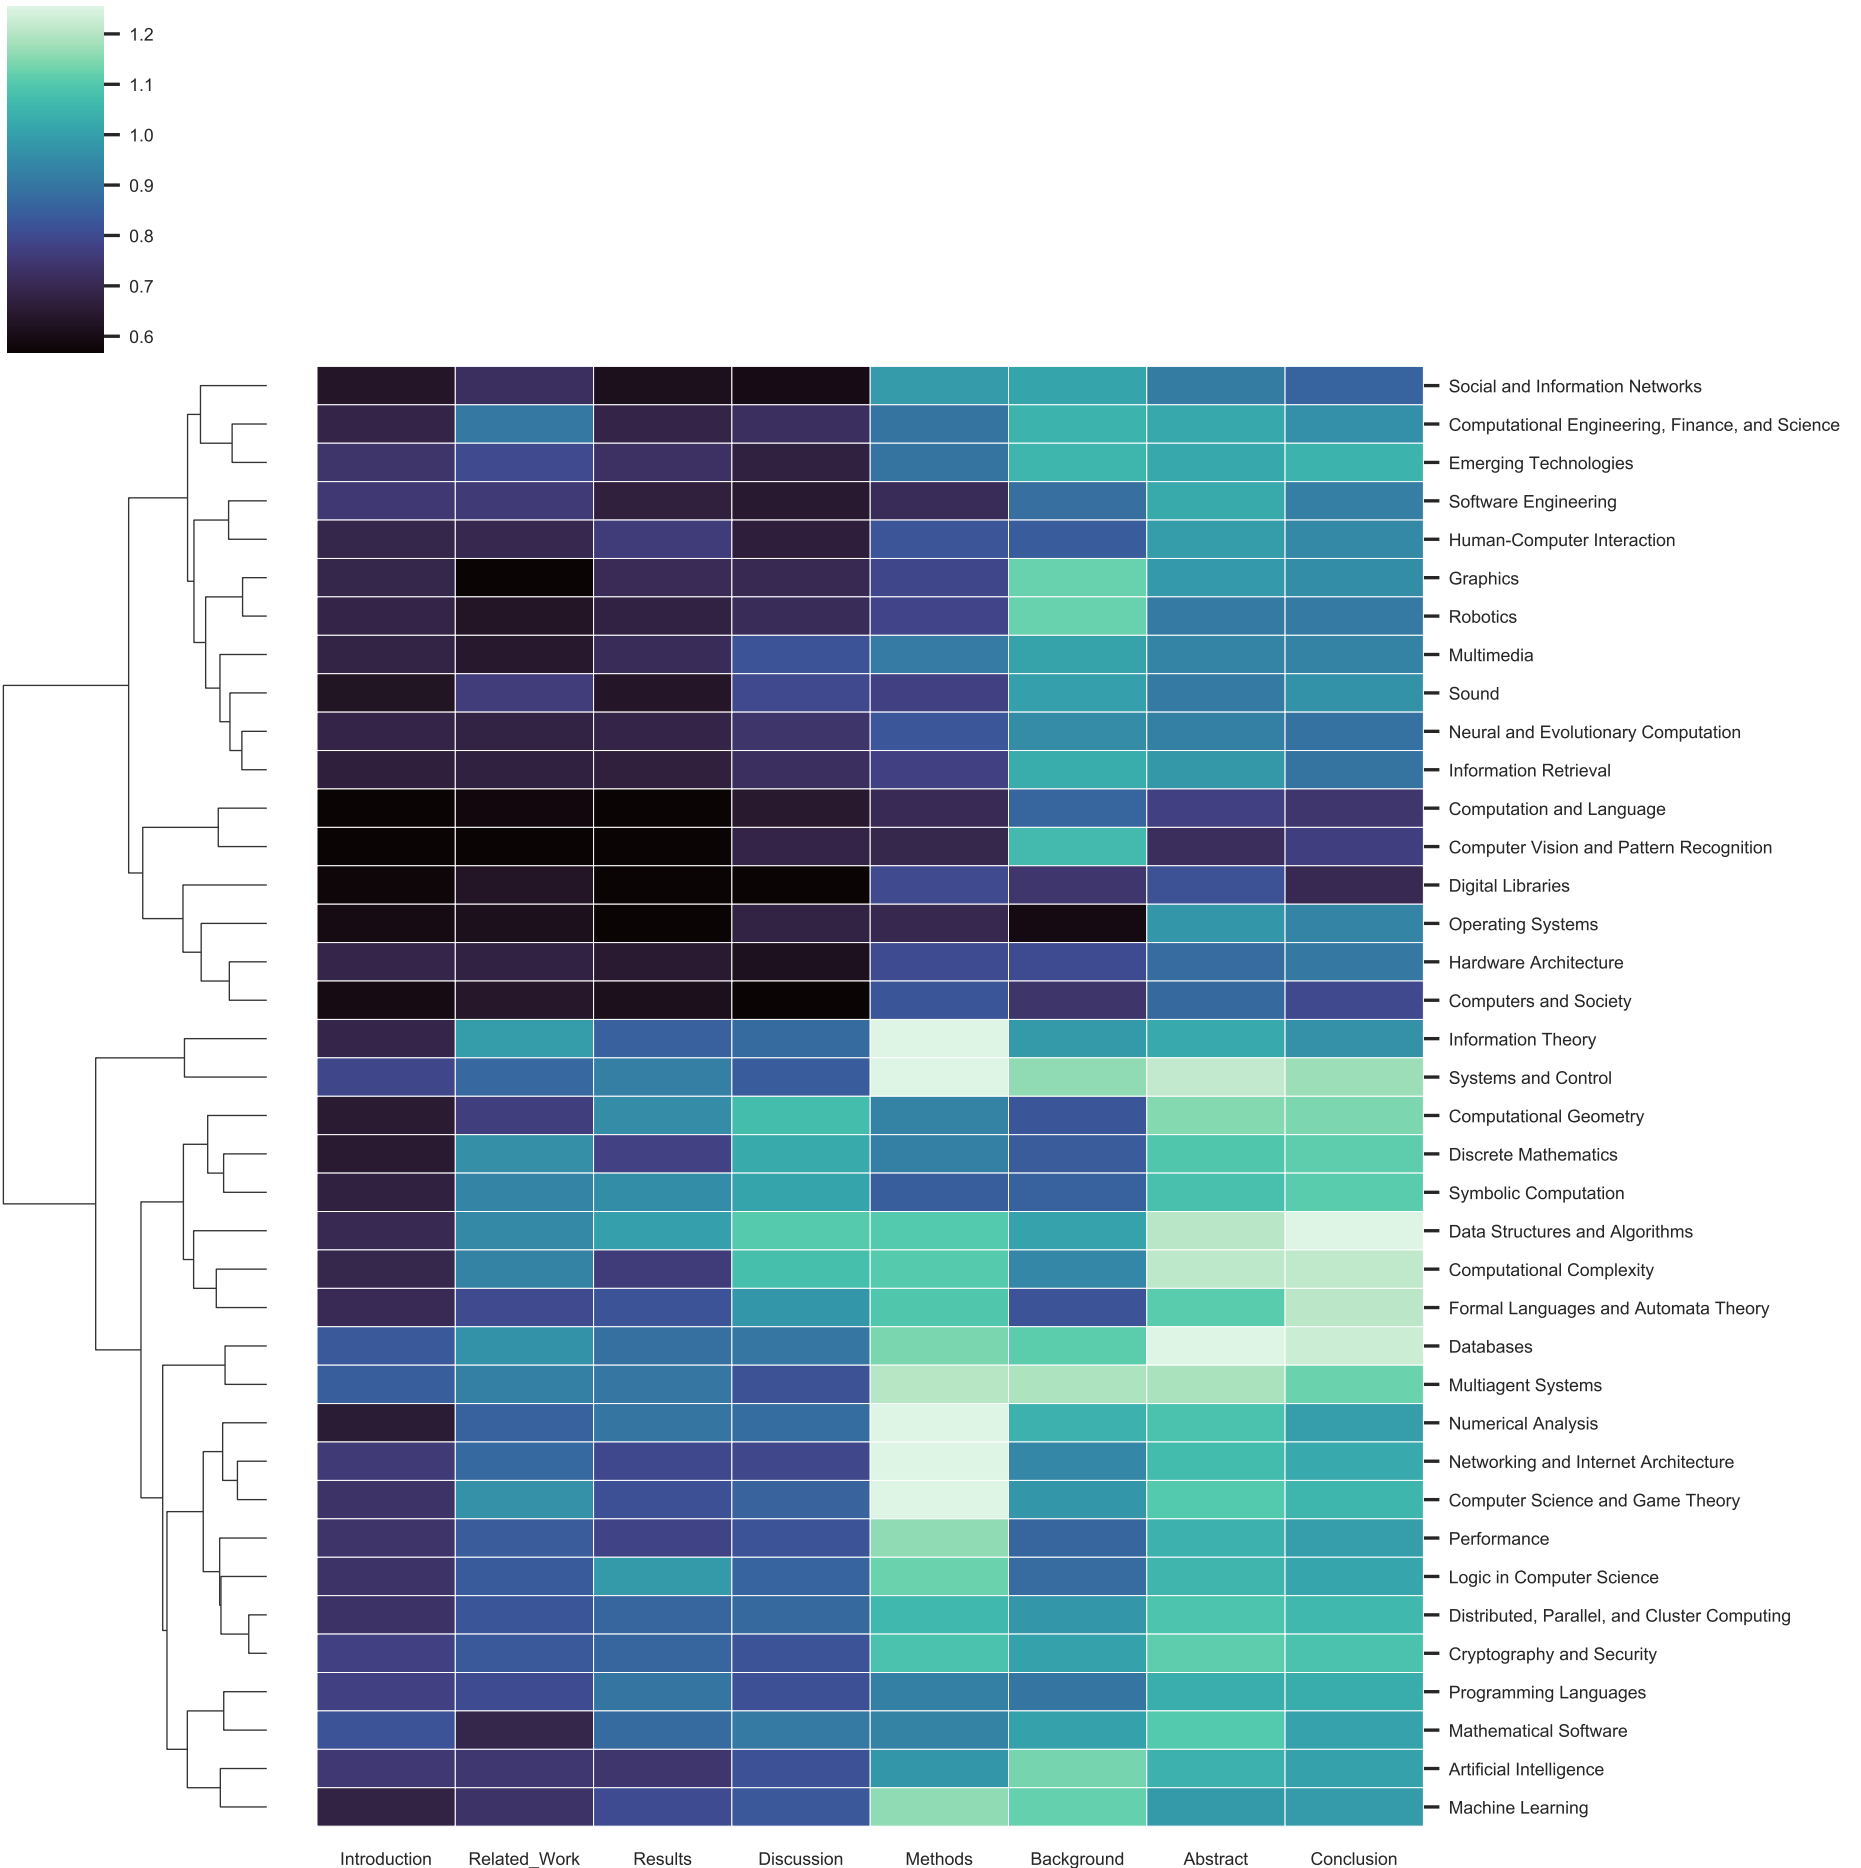 1.2
1.1
1.0
0.9
0.8
0.7
0.6
Social and Information Networks
Computational Engineering, Finance, and Science
Emerging Technologies
Software Engineering
Human-Computer Interaction
Graphics
Robotics
Multimedia
Sound
Neural and Evolutionary Computation
Information Retrieval
Computation and Language
Computer Vision and Pattern Recognition
Digital Libraries
Operating Systems
Hardware Architecture
Computers and Society
Information Theory
Systems and Control
Computational Geometry
Discrete Mathematics
Symbolic Computation
Data Structures and Algorithms
Computational Complexity
Formal Languages and Automata Theory
Databases
Multiagent Systems
Numerical Analysis
Networking and Internet Architecture
Computer Science and Game Theory
Performance
Logic in Computer Science
Distributed, Parallel, and Cluster Computing
Cryptography and Security
Programming Languages
Mathematical Software
Artificial Intelligence
Machine Learning
Introduction Related_Work Results Discussion Methods Background Abstract Conclusion